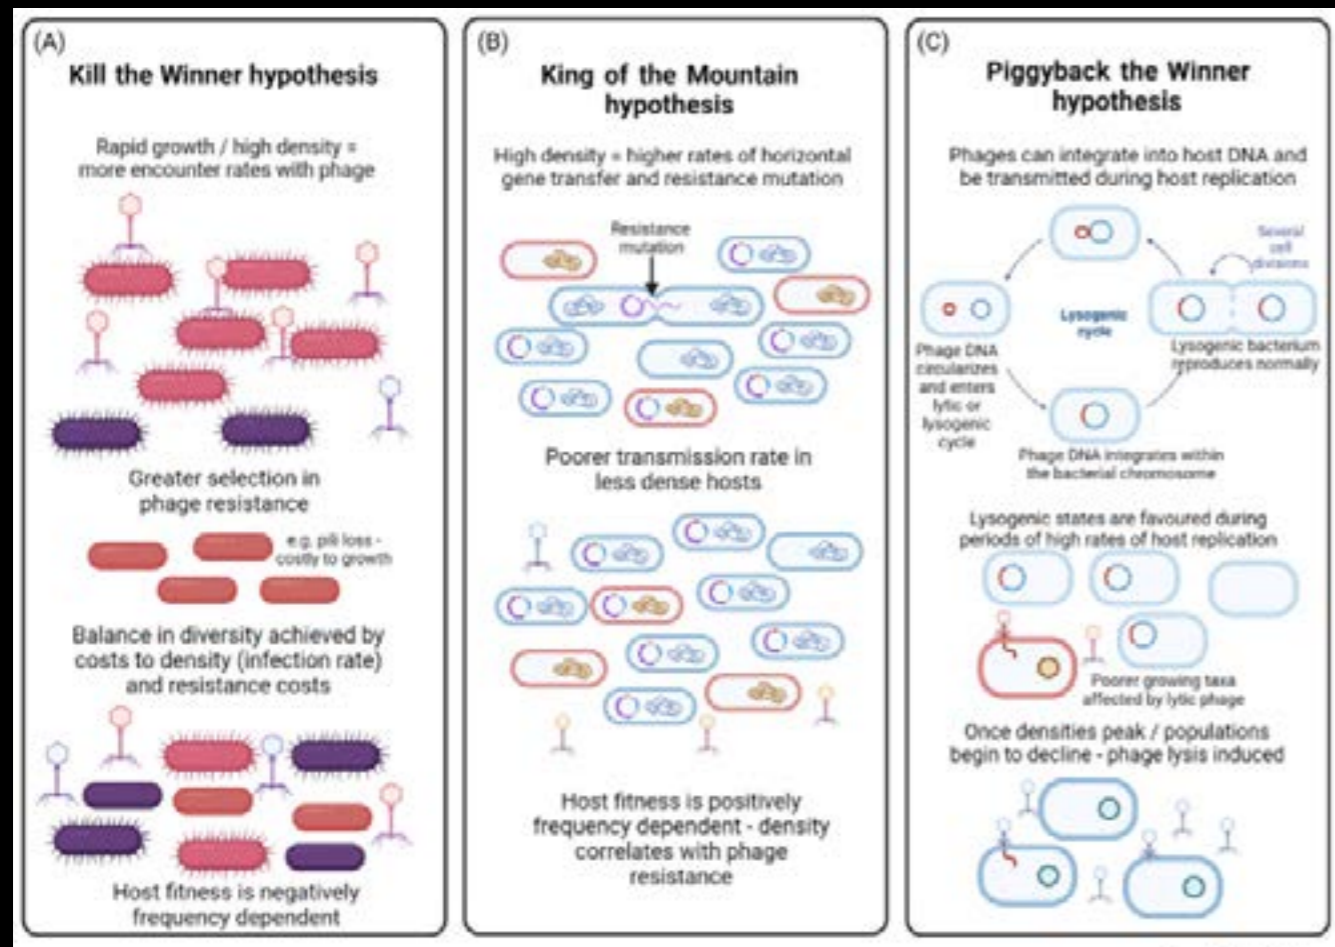 (A)
Kill the Winner hypothesis
Rapid growth / high density =
more encounter rates with phage
Greater selection in
phage resistance
e.g. pili loss -
costly to growth
Balance in diversity achieved by
costs to density (infection rate)
and resistance costs
Host fitness is negatively
frequency dependent
(B)
King of the Mountain
hypothesis
High density = higher rates of horizontal
gene transfer and resistance mutation
Resistance
mutation
Poorer transmission rate in
less dense hosts
Host fitness is positively
frequency dependent - density
correlates with phage
resistance
(C)
Piggyback the Winner
hypothesis
Phages can integrate into host DNA and
be transmitted during host replication
Several
cell
divisions
Lysogenic
cycle
Phage DNA
circularizes
and enters
lytic or
lysogenic
cycle
Lysogenic bacterium
reproduces normally
Phage DNA integrates within
the bacterial chromosome
Lysogenic states are favoured during
periods of high rates of host replication
Poorer growing taxa
affected by lytic phage
Once densities peak / populations
begin to decline - phage lysis induced